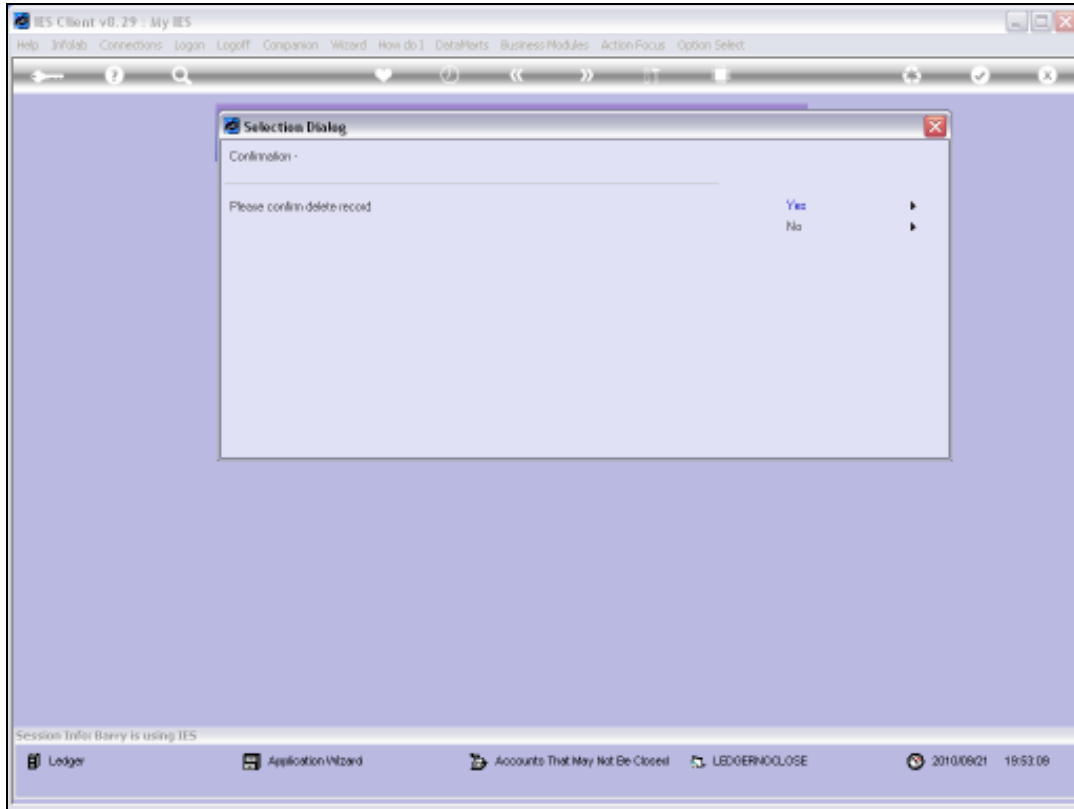 IES Client v8.29 : My IES
Help Infolab Connections Logon Logoff Companion Wizard How do I DataMarts Business Modules Action Focus Option Select
Selection Dialog
Confirmation -
Please confirm delete record
Yes
No
Session Info: Barry is using IES
Ledger Application Wizard Accounts That May Not Be Closed LEDGERNOCLOSE 2010/09/21 19:53:09